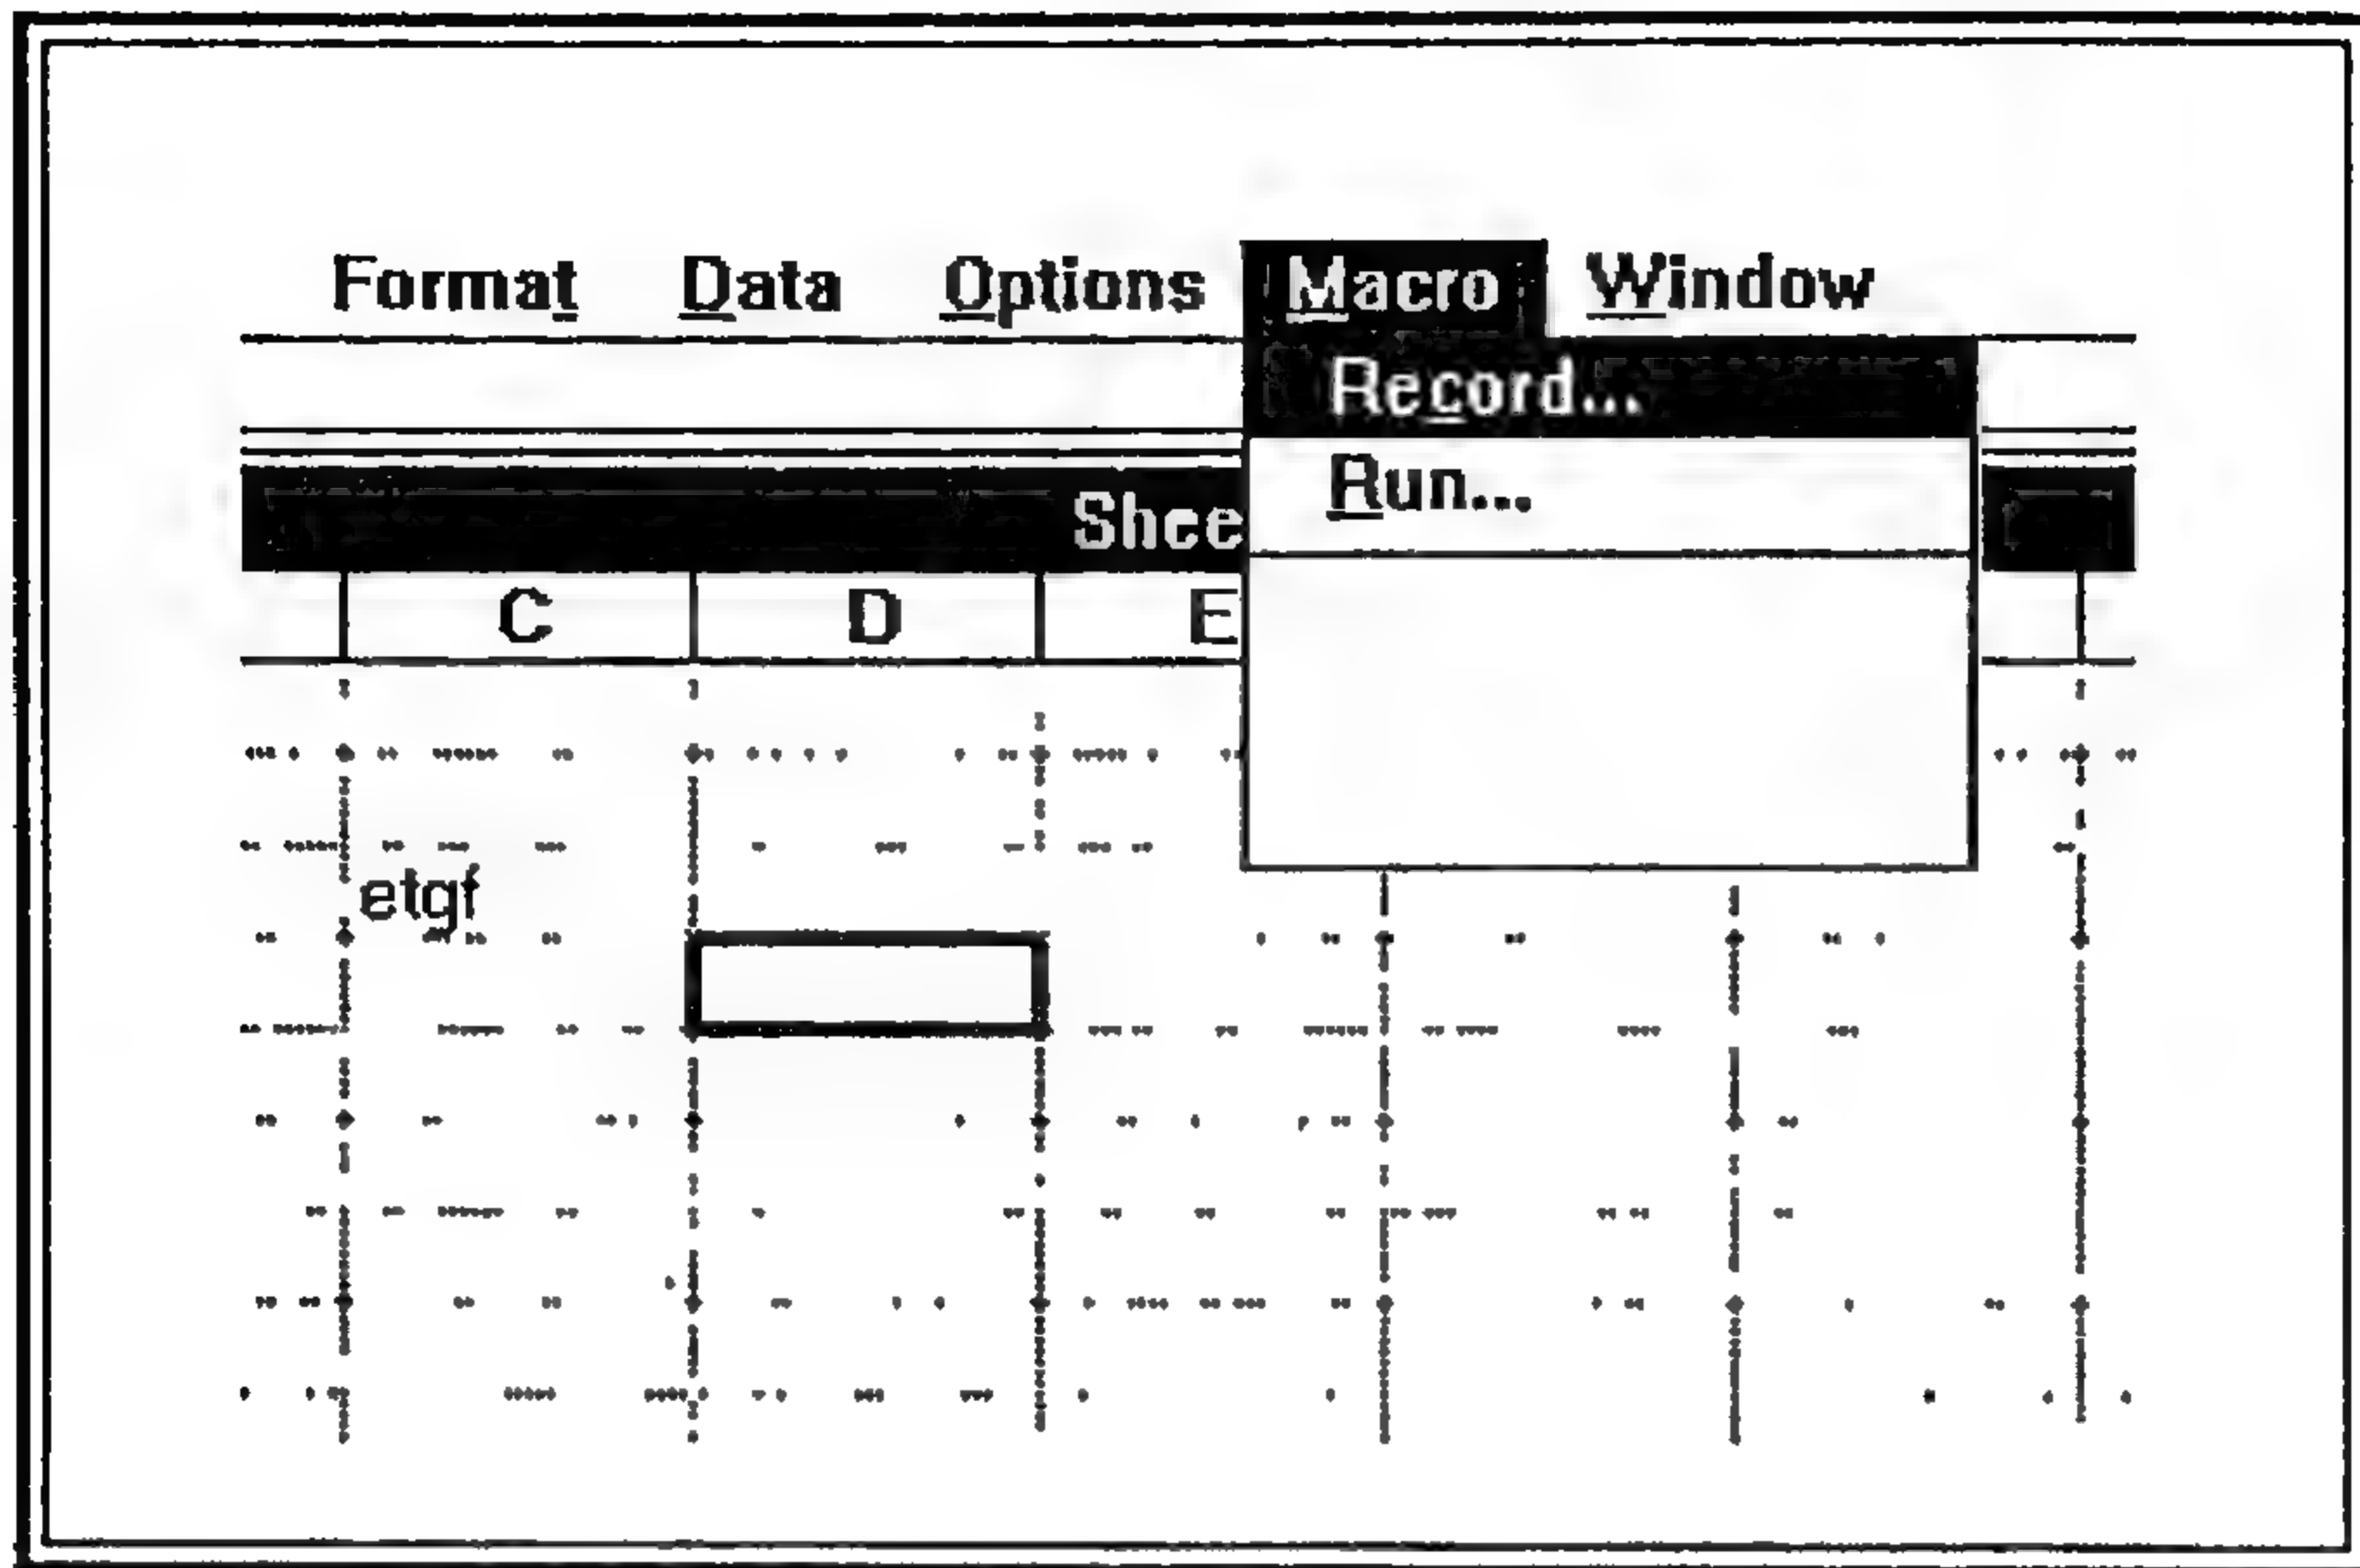 Format Data Options Macro Window
Record...
Run...
Shee
C D E
etgf